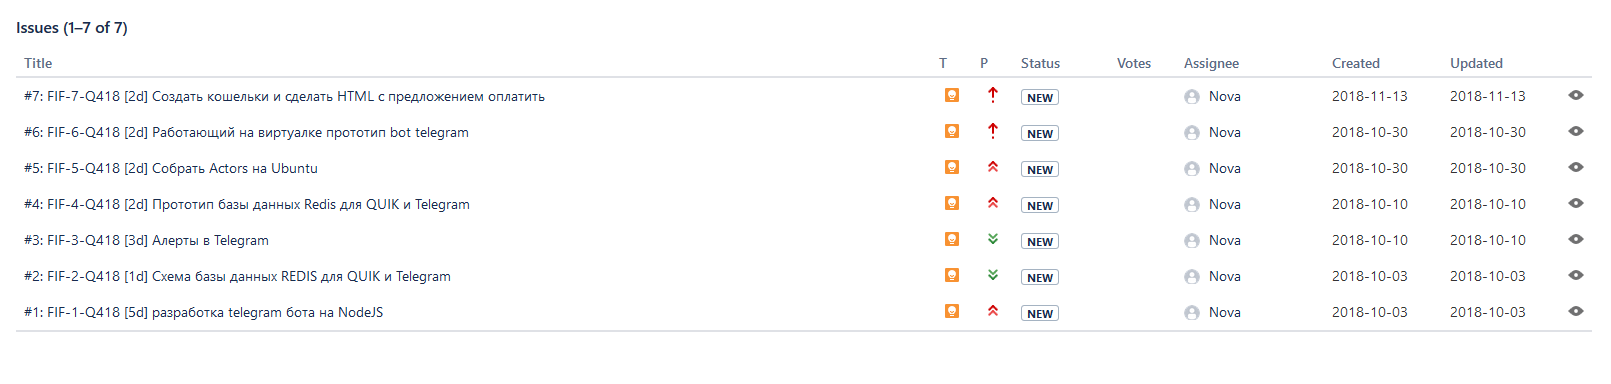 Issues (1–7 of 7)
Title T P Status Votes Assignee Created Updated
#7: FIF-7-Q418 [2d] Создать кошельки и сделать HTML с предложением оплатить NEW Nova 2018-11-13 2018-11-13
#6: FIF-6-Q418 [2d] Работающий на виртуалке прототип bot telegram NEW Nova 2018-10-30 2018-10-30
#5: FIF-5-Q418 [2d] Собрать Actors на Ubuntu NEW Nova 2018-10-30 2018-10-30
#4: FIF-4-Q418 [2d] Прототип базы данных Redis для QUIK и Telegram NEW Nova 2018-10-10 2018-10-10
#3: FIF-3-Q418 [3d] Алерты в Telegram NEW Nova 2018-10-10 2018-10-10
#2: FIF-2-Q418 [1d] Схема базы данных REDIS для QUIK и Telegram NEW Nova 2018-10-03 2018-10-03
#1: FIF-1-Q418 [5d] разработка telegram бота на NodeJS NEW Nova 2018-10-03 2018-10-03